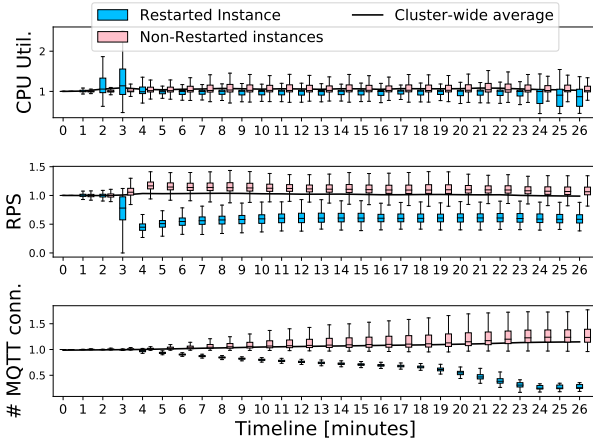 Restarted Instance
Cluster-wide average
Non-Restarted instances
CPU Util.
2
1
0 1 2 3 4 5 6 7 8 9 10 11 12 13 14 15 16 17 18 19 20 21 22 23 24 25 26
RPS
1.5
1.0
0.5
0.0
0 1 2 3 4 5 6 7 8 9 10 11 12 13 14 15 16 17 18 19 20 21 22 23 24 25 26
# MQTT conn.
1.5
1.0
0.5
0 1 2 3 4 5 6 7 8 9 10 11 12 13 14 15 16 17 18 19 20 21 22 23 24 25 26
Timeline [minutes]